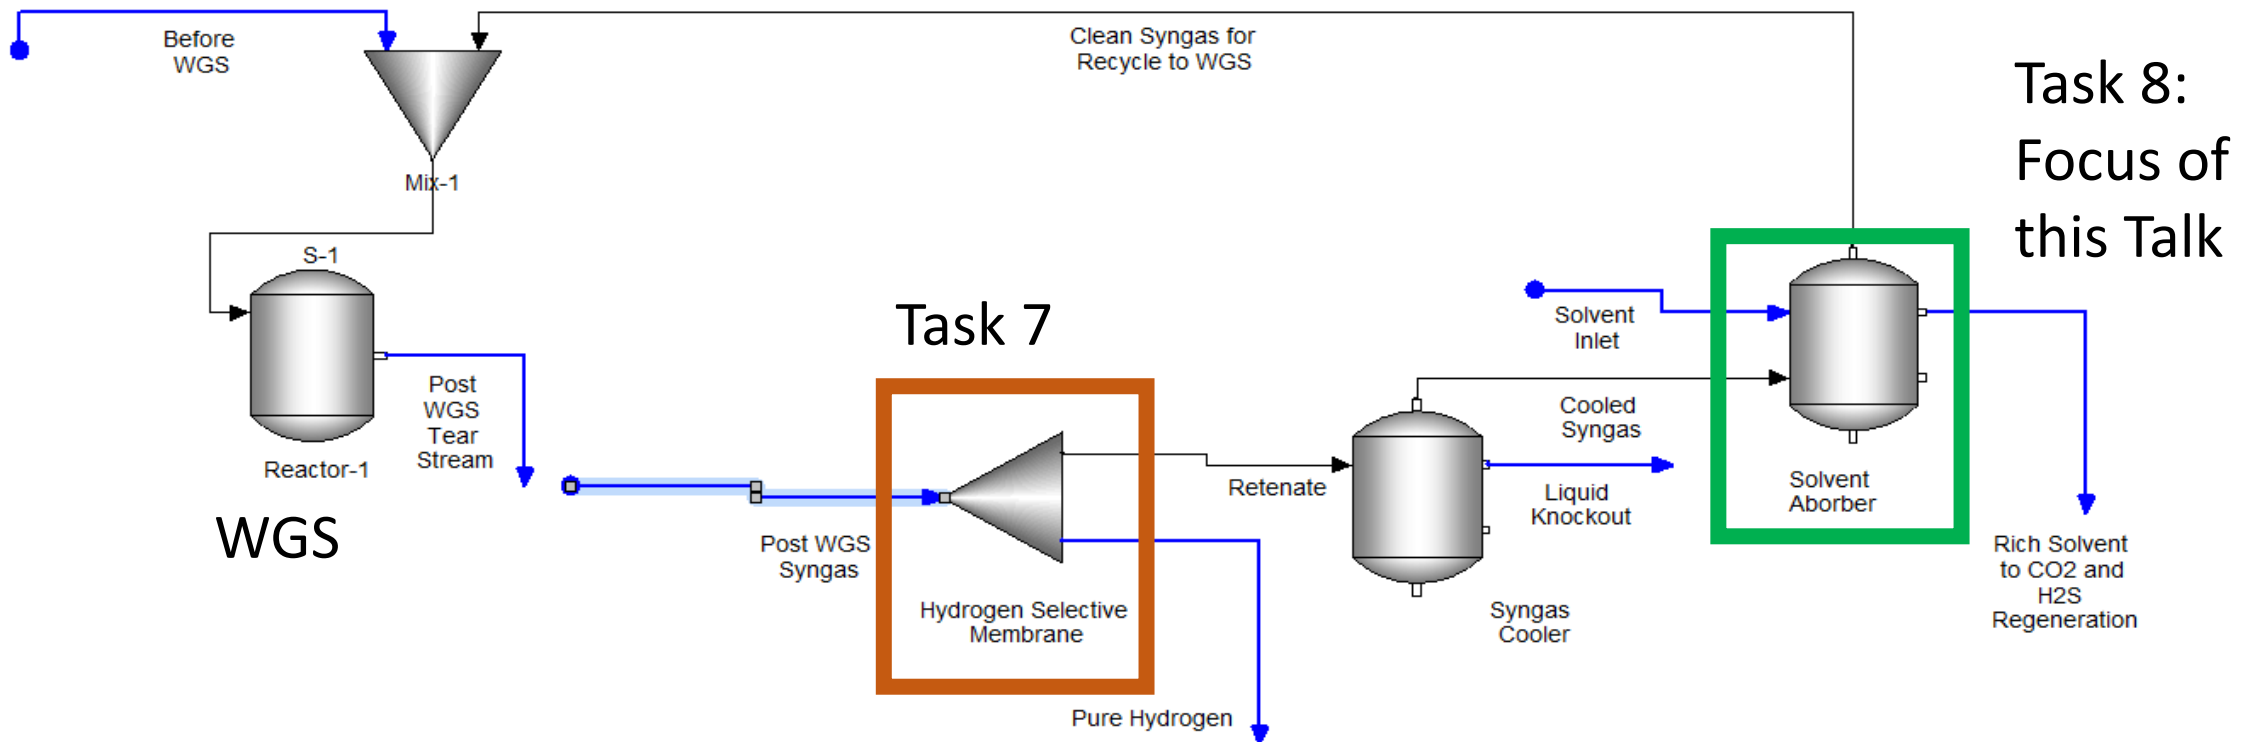 Before
WGS
Clean Syngas for
Recycle to WGS
Task 8:
Focus of
this Talk
Mix-1
S-1
Reactor-1
WGS
Post
WGS
Tear
Stream
Task 7
Post WGS
Syngas
Hydrogen Selective
Membrane
Pure Hydrogen
Retenate
Solvent
Inlet
Cooled
Syngas
Liquid
Knockout
Syngas
Cooler
Solvent
Aborber
Rich Solvent
to CO2 and
H2S
Regeneration